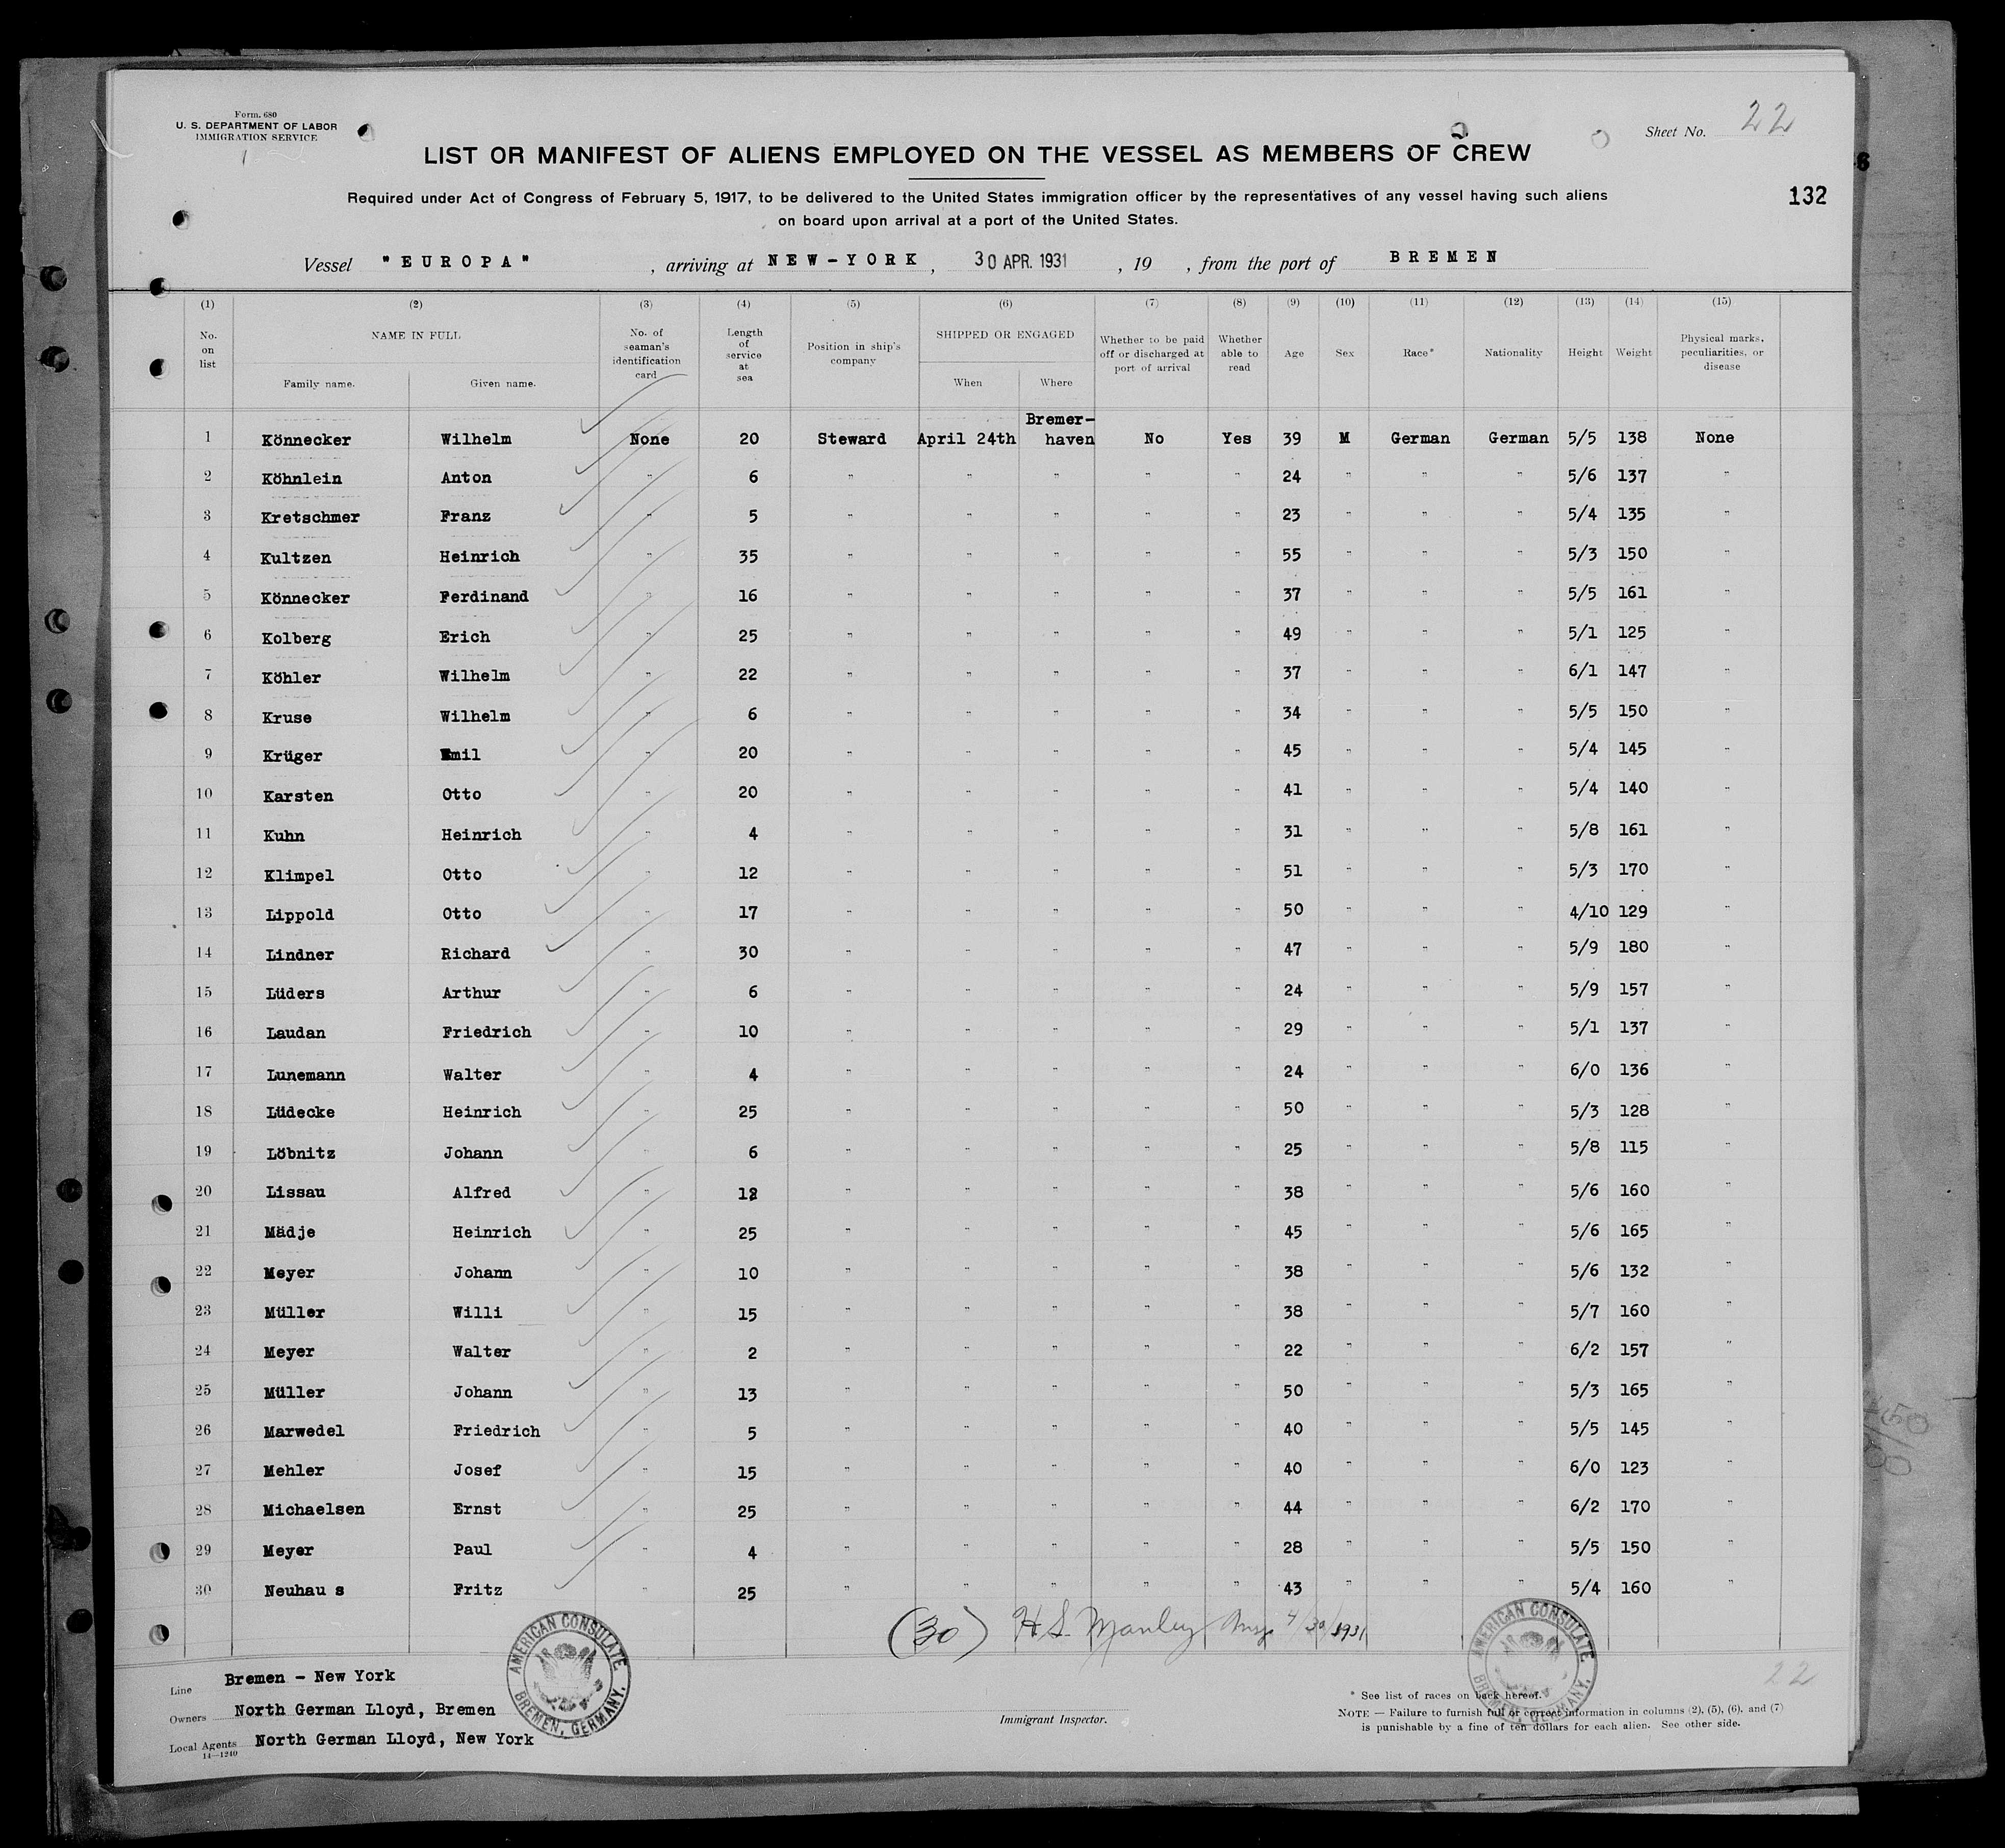 Form. 680
U. S. DEPARTMENT OF LABOR
IMMIGRATION SERVICE
Sheet No. 22
LIST OR MANIFEST OF ALIENS EMPLOYED ON THE VESSEL AS MEMBERS OF CREW
Required under Act of Congress of February 5, 1917, to be delivered to the United States immigration officer by the representatives of any vessel having such aliens
on board upon arrival at a port of the United States.
132
Vessel "EUROPA", arriving at NEW-YORK, 30 APR. 1931, 19 , from the port of BREMEN
(1) (2) (3) (4) (5) (6) (7) (8) (9) (10) (11) (12) (13) (14) (15)
No. on list NAME IN FULL Family name. Given name. No. of seaman's identification card Length of service at sea Position in ship's company SHIPPED OR ENGAGED When Where Whether to be paid off or discharged at port of arrival Whether able to read Age Sex Race* Nationality Height Weight Physical marks, peculiarities, or disease
1 Könnecker Wilhelm None 20 Steward April 24th Bremer-haven No Yes 39 M German German 5/5 138 None
2 Köhnlein Anton " 6 " " " " " 24 " " " 5/6 137 "
3 Kretschmer Franz " 5 " " " " " 23 " " " 5/4 135 "
4 Kultzen Heinrich " 35 " " " " " 55 " " " 5/3 150 "
5 Könnecker Ferdinand " 16 " " " " " 37 " " " 5/5 161 "
6 Kolberg Erich " 25 " " " " " 49 " " " 5/1 125 "
7 Köhler Wilhelm " 22 " " " " " 37 " " " 6/1 147 "
8 Kruse Wilhelm " 6 " " " " " 34 " " " 5/5 150 "
9 Krüger Emil " 20 " " " " " 45 " " " 5/4 145 "
10 Karsten Otto " 20 " " " " " 41 " " " 5/4 140 "
11 Kuhn Heinrich " 4 " " " " " 31 " " " 5/8 161 "
12 Klimpel Otto " 12 " " " " " 51 " " " 5/3 170 "
13 Lippold Otto " 17 " " " " " 50 " " " 4/10 129 "
14 Lindner Richard " 30 " " " " " 47 " " " 5/9 180 "
15 Lüders Arthur " 6 " " " " " 24 " " " 5/9 157 "
16 Laudan Friedrich " 10 " " " " " 29 " " " 5/1 137 "
17 Lunemann Walter " 4 " " " " " 24 " " " 6/0 136 "
18 Lüdecke Heinrich " 25 " " " " " 50 " " " 5/3 128 "
19 Löbnitz Johann " 6 " " " " " 25 " " " 5/8 115 "
20 Lissau Alfred " 12 " " " " " 38 " " " 5/6 160 "
21 Mädje Heinrich " 25 " " " " " 45 " " " 5/6 165 "
22 Meyer Johann " 10 " " " " " 38 " " " 5/6 132 "
23 Müller Willi " 15 " " " " " 38 " " " 5/7 160 "
24 Meyer Walter " 2 " " " " " 22 " " " 6/2 157 "
25 Müller Johann " 13 " " " " " 50 " " " 5/3 165 "
26 Marwedel Friedrich " 5 " " " " " 40 " " " 5/5 145 "
27 Mehler Josef " 15 " " " " " 40 " " " 6/0 123 "
28 Michaelsen Ernst " 25 " " " " " 44 " " " 6/2 170 "
29 Meyer Paul " 4 " " " " " 28 " " " 5/5 150 "
30 Neuhau s Fritz " 25 " " " " " 43 " " " 5/4 160 "
(30) H.S. Manley 4/30/1931
AMERICAN CONSULATE. BREMEN, GERMANY.
AMERICAN CONSULATE. BREMEN, GERMANY.
22
Line Bremen - New York
Owners North German Lloyd, Bremen
Local Agents North German Lloyd, New York
14—1240
Immigrant Inspector.
* See list of races on back hereof.
NOTE — Failure to furnish full or correct information in columns (2), (5), (6), and (7)
is punishable by a fine of ten dollars for each alien. See other side.